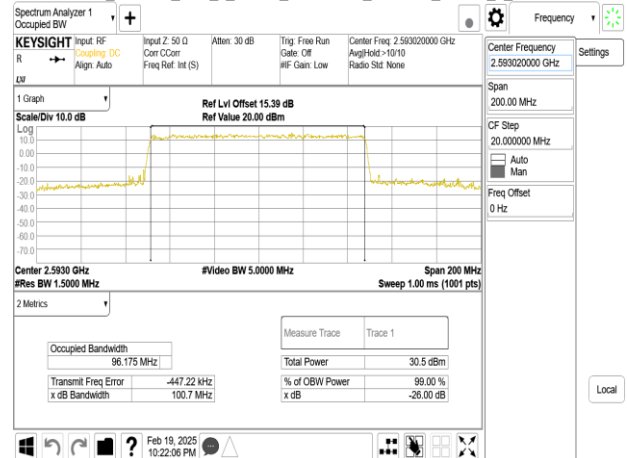 Spectrum Analyzer 1
Occupied BW
Frequency
KEYSIGHT
R
LXI
Input: RF
Coupling: DC
Align: Auto
Input Z: 50 Ω
Corr CCorr
Freq Ref: Int (S)
Atten: 30 dB
Trig: Free Run
Gate: Off
#IF Gain: Low
Center Freq: 2.593020000 GHz
Avg|Hold:>10/10
Radio Std: None
Center Frequency
2.593020000 GHz
Settings
Span
200.00 MHz
CF Step
20.000000 MHz
Auto
Man
Freq Offset
0 Hz
1 Graph
Scale/Div 10.0 dB
Ref Lvl Offset 15.39 dB
Ref Value 20.00 dBm
Log
10.0
0.00
-10.0
-20.0
-30.0
-40.0
-50.0
-60.0
-70.0
Center 2.5930 GHz
#Res BW 1.5000 MHz
#Video BW 5.0000 MHz
Span 200 MHz
Sweep 1.00 ms (1001 pts)
2 Metrics
Measure Trace Trace 1
Occupied Bandwidth
96.175 MHz
Total Power 30.5 dBm
Transmit Freq Error -447.22 kHz
% of OBW Power 99.00 %
x dB Bandwidth 100.7 MHz
x dB -26.00 dB
Local
Feb 19, 2025
10:22:06 PM